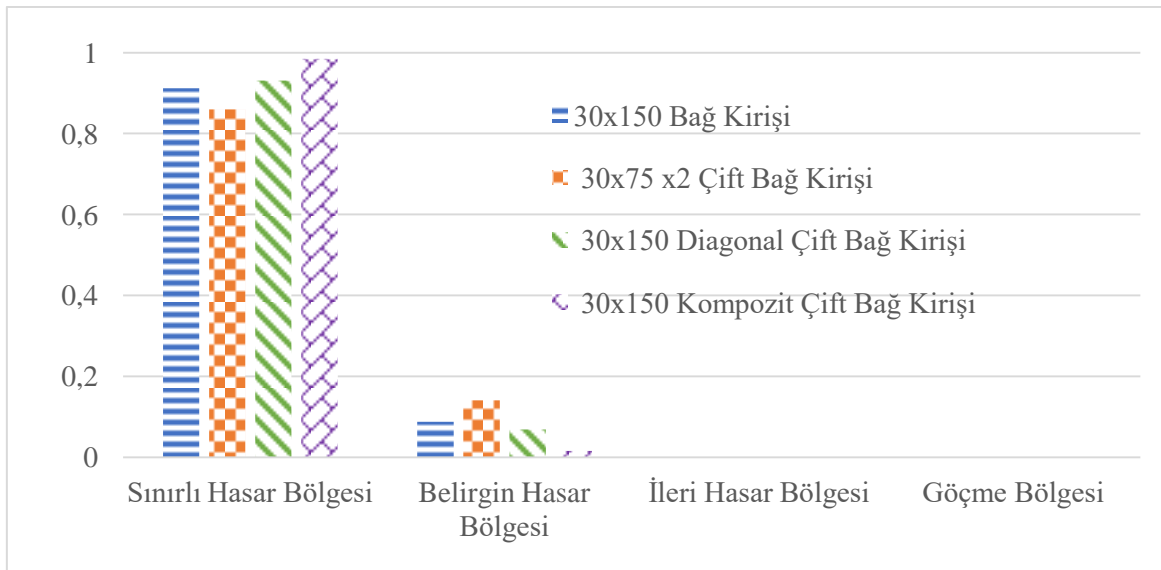 1
0,8
0,6
0,4
0,2
0
30x150 Bağ Kirişi
30x75 x2 Çift Bağ Kirişi
30x150 Diagonal Çift Bağ Kirişi
30x150 Kompozit Çift Bağ Kirişi
Sınırlı Hasar Bölgesi
Belirgin Hasar
Bölgesi
İleri Hasar Bölgesi
Göçme Bölgesi